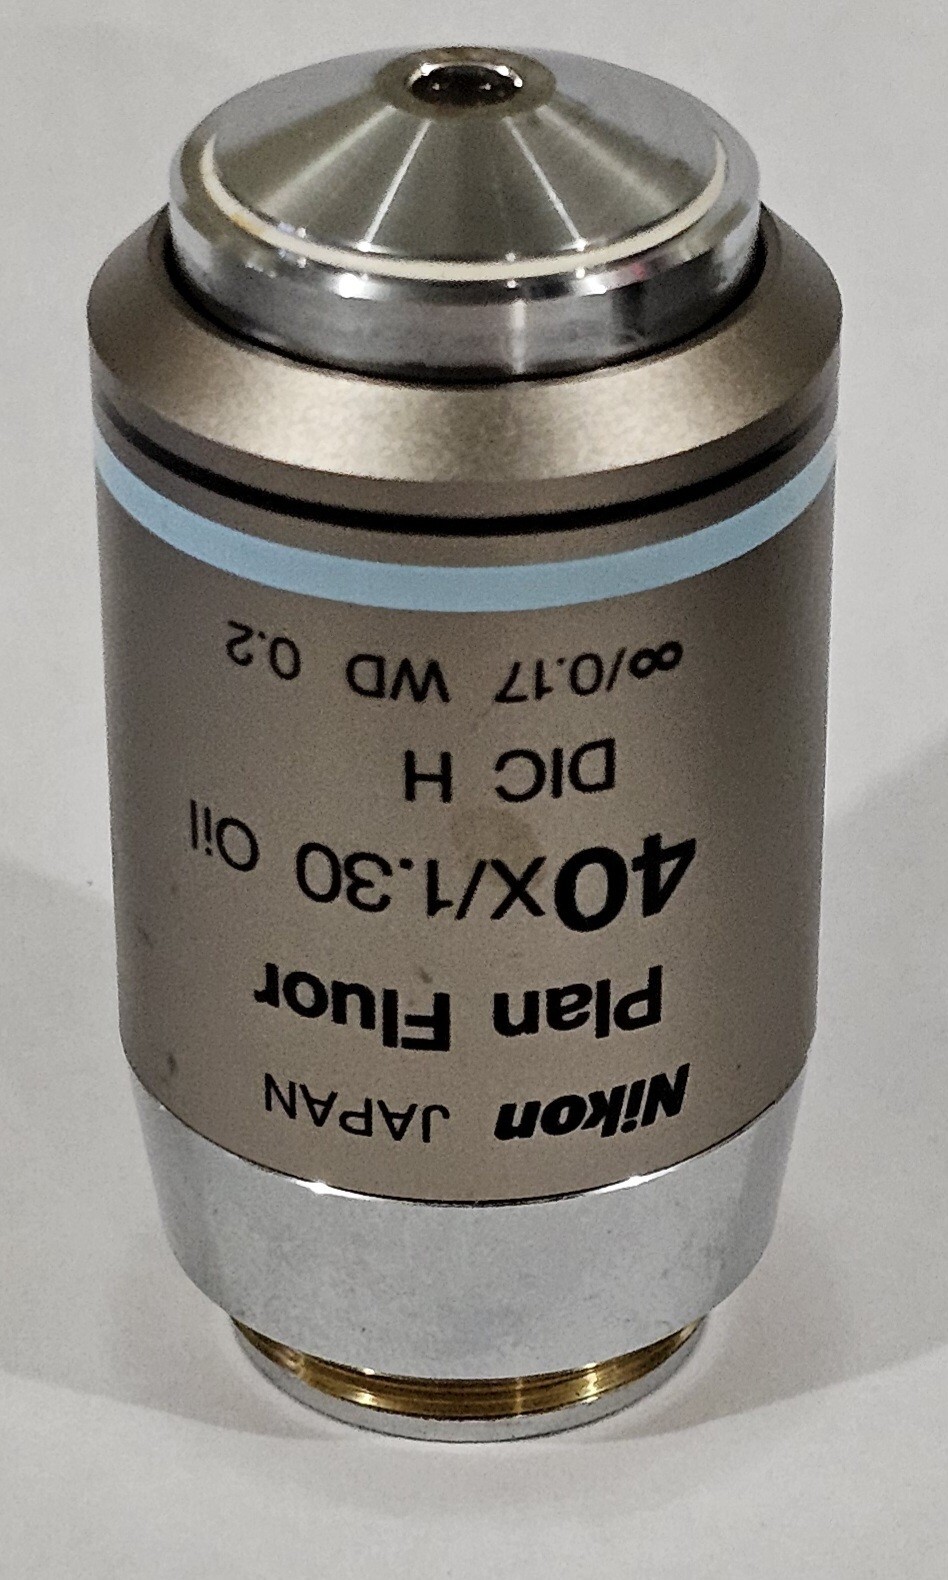 Nikon JAPAN
Plan Fluor
40x/1.30 Oil
DIC H
∞/0.17 WD 0.2